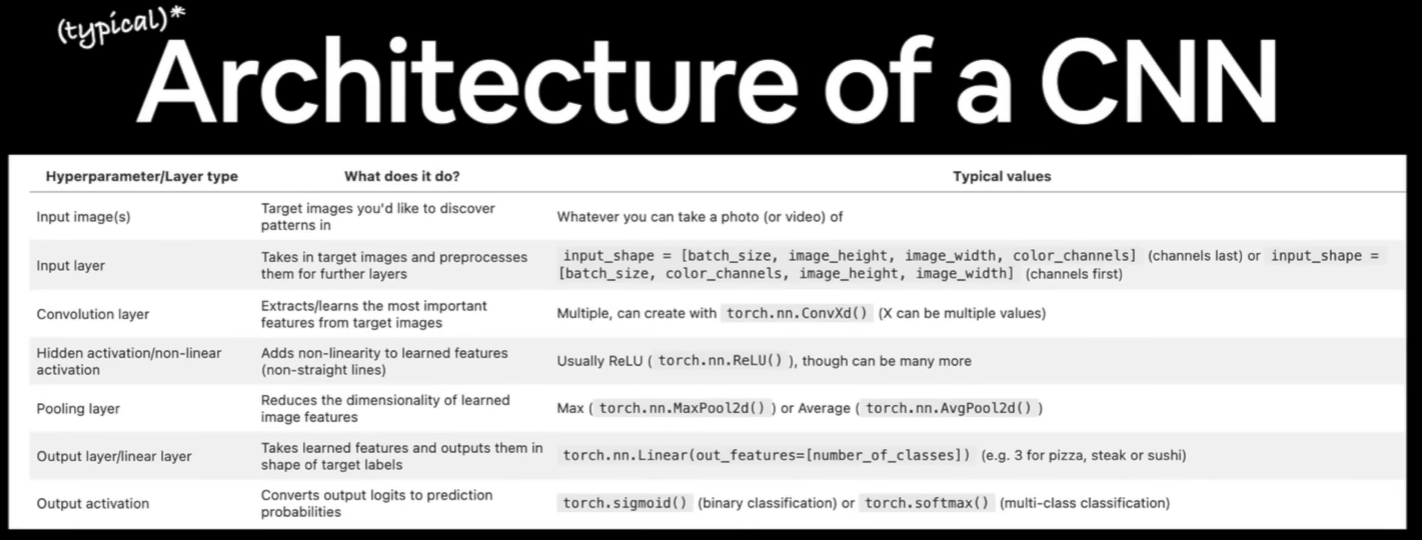 (typical)*
Architecture of a CNN
Hyperparameter/Layer type What does it do? Typical values
Input image(s) Target images you'd like to discover
patterns in Whatever you can take a photo (or video) of
Input layer Takes in target images and preprocesses
them for further layers input_shape = [batch_size, image_height, image_width, color_channels] (channels last) or input_shape =
[batch_size, color_channels, image_height, image_width] (channels first)
Convolution layer Extracts/learns the most important
features from target images Multiple, can create with torch.nn.ConvXd() (X can be multiple values)
Hidden activation/non-linear
activation Adds non-linearity to learned features
(non-straight lines) Usually ReLU ( torch.nn.ReLU() ), though can be many more
Pooling layer Reduces the dimensionality of learned
image features Max ( torch.nn.MaxPool2d() ) or Average ( torch.nn.AvgPool2d() )
Output layer/linear layer Takes learned features and outputs them in
shape of target labels torch.nn.Linear(out_features=[number_of_classes]) (e.g. 3 for pizza, steak or sushi)
Output activation Converts output logits to prediction
probabilities torch.sigmoid() (binary classification) or torch.softmax() (multi-class classification)